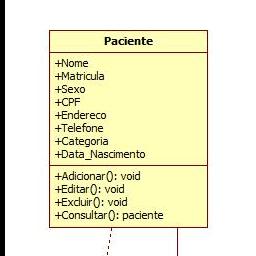 Paciente
+Nome
+Matricula
+Sexo
+CPF
+Endereco
+Telefone
+Categoria
+Data_Nascimento
+Adicionar(): void
+Editar(): void
+Excluir(): void
+Consultar(): paciente